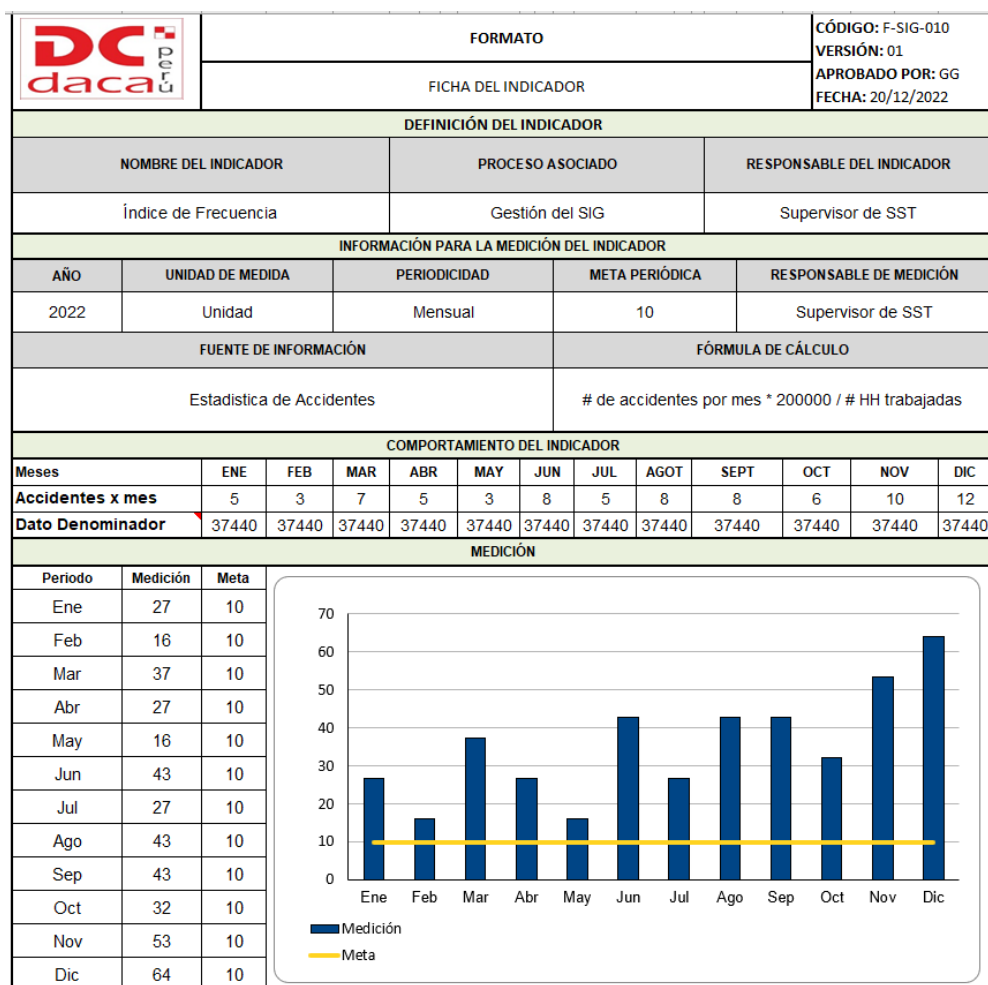 DC perú
dacau
FORMATO
FICHA DEL INDICADOR
CÓDIGO: F-SIG-010
VERSIÓN: 01
APROBADO POR: GG
FECHA: 20/12/2022
DEFINICIÓN DEL INDICADOR
NOMBRE DEL INDICADOR PROCESO ASOCIADO RESPONSABLE DEL INDICADOR
Índice de Frecuencia Gestión del SIG Supervisor de SST
INFORMACIÓN PARA LA MEDICIÓN DEL INDICADOR
AÑO UNIDAD DE MEDIDA PERIODICIDAD META PERIÓDICA RESPONSABLE DE MEDICIÓN
2022 Unidad Mensual 10 Supervisor de SST
FUENTE DE INFORMACIÓN FÓRMULA DE CÁLCULO
Estadistica de Accidentes # de accidentes por mes * 200000 / # HH trabajadas
COMPORTAMIENTO DEL INDICADOR
Meses ENE FEB MAR ABR MAY JUN JUL AGOT SEPT OCT NOV DIC
Accidentes x mes 5 3 7 5 3 8 5 8 8 6 10 12
Dato Denominador 37440 37440 37440 37440 37440 37440 37440 37440 37440 37440 37440 37440
MEDICIÓN
Periodo Medición Meta
Ene 27 10
Feb 16 10
Mar 37 10
Abr 27 10
May 16 10
Jun 43 10
Jul 27 10
Ago 43 10
Sep 43 10
Oct 32 10
Nov 53 10
Dic 64 10
70
60
50
40
30
20
10
0
Ene Feb Mar Abr May Jun Jul Ago Sep Oct Nov Dic
Medición
Meta